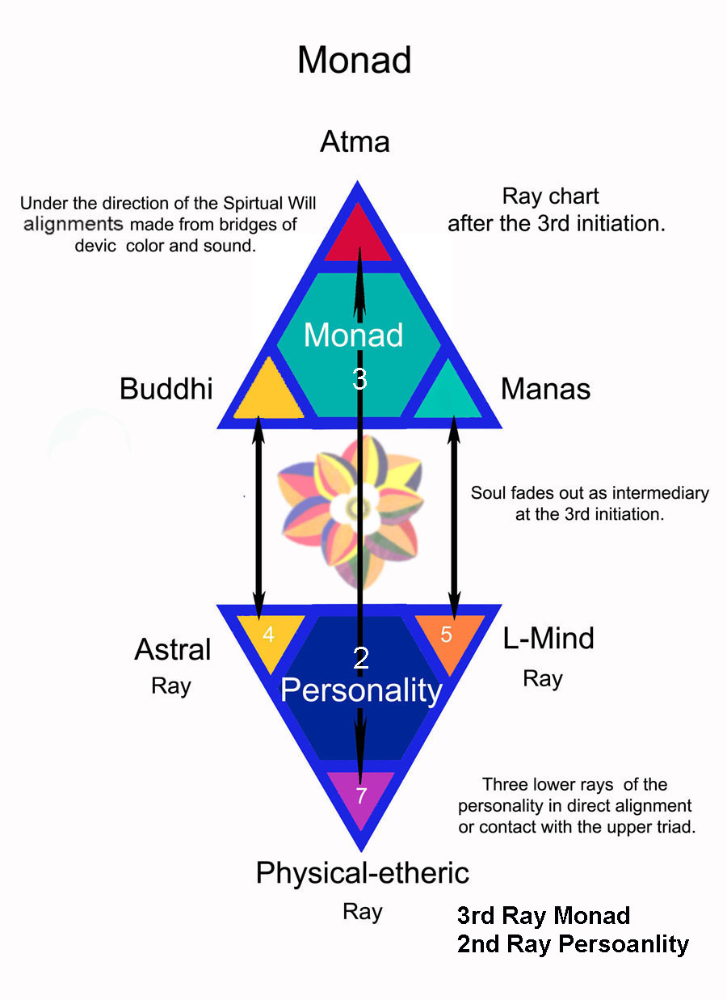 Monad
Atma
Under the direction of the Spirtual Will
alignments made from bridges of
devic color and sound.
Ray chart
after the 3rd initiation.
Monad
3
Buddhi
Manas
Soul fades out as intermediary
at the 3rd initiation.
4
5
Astral
Ray
L-Mind
Ray
2
Personality
7
Three lower rays of the
personality in direct alignment
or contact with the upper triad.
Physical-etheric
Ray
3rd Ray Monad
2nd Ray Persoanlity